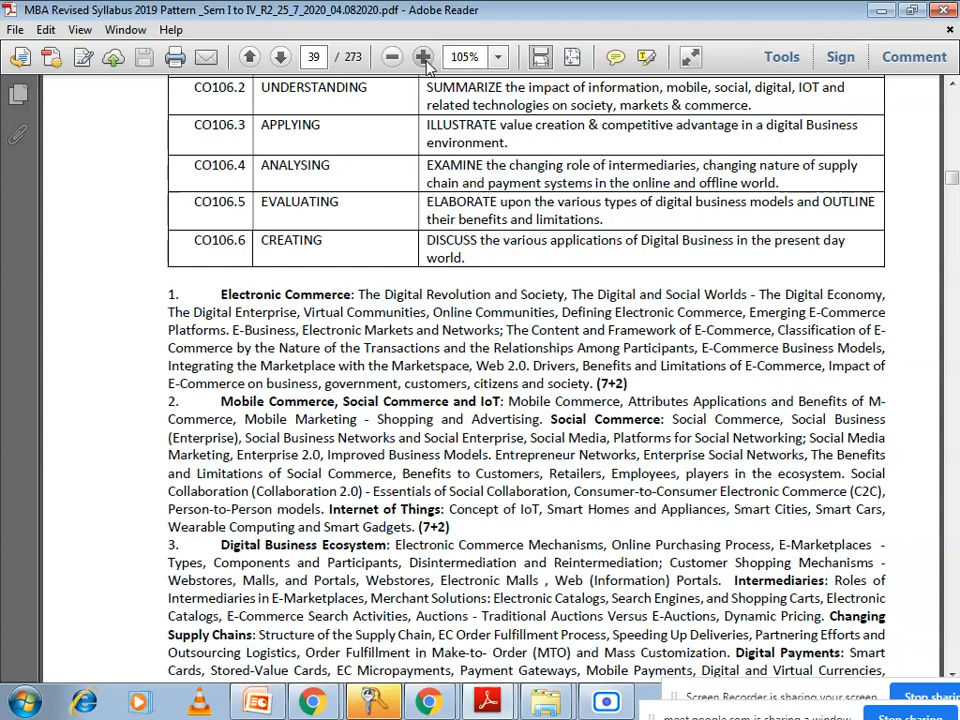 MBA Revised Syllabus 2019 Pattern _Sem I to IV_R2_25_7_2020_04.082020.pdf - Adobe Reader
File Edit View Window Help
39 / 273 105% Tools Sign Comment
CO106.2 UNDERSTANDING SUMMARIZE the impact of information, mobile, social, digital, IOT and
related technologies on society, markets & commerce.
CO106.3 APPLYING ILLUSTRATE value creation & competitive advantage in a digital Business
environment.
CO106.4 ANALYSING EXAMINE the changing role of intermediaries, changing nature of supply
chain and payment systems in the online and offline world.
CO106.5 EVALUATING ELABORATE upon the various types of digital business models and OUTLINE
their benefits and limitations.
CO106.6 CREATING DISCUSS the various applications of Digital Business in the present day
world.
1. Electronic Commerce: The Digital Revolution and Society, The Digital and Social Worlds - The Digital Economy,
The Digital Enterprise, Virtual Communities, Online Communities, Defining Electronic Commerce, Emerging E-Commerce
Platforms. E-Business, Electronic Markets and Networks; The Content and Framework of E-Commerce, Classification of E-
Commerce by the Nature of the Transactions and the Relationships Among Participants, E-Commerce Business Models,
Integrating the Marketplace with the Marketspace, Web 2.0. Drivers, Benefits and Limitations of E-Commerce, Impact of
E-Commerce on business, government, customers, citizens and society. (7+2)
2. Mobile Commerce, Social Commerce and IoT: Mobile Commerce, Attributes Applications and Benefits of M-
Commerce, Mobile Marketing - Shopping and Advertising. Social Commerce: Social Commerce, Social Business
(Enterprise), Social Business Networks and Social Enterprise, Social Media, Platforms for Social Networking; Social Media
Marketing, Enterprise 2.0, Improved Business Models. Entrepreneur Networks, Enterprise Social Networks, The Benefits
and Limitations of Social Commerce, Benefits to Customers, Retailers, Employees, players in the ecosystem. Social
Collaboration (Collaboration 2.0) - Essentials of Social Collaboration, Consumer-to-Consumer Electronic Commerce (C2C),
Person-to-Person models. Internet of Things: Concept of IoT, Smart Homes and Appliances, Smart Cities, Smart Cars,
Wearable Computing and Smart Gadgets. (7+2)
3. Digital Business Ecosystem: Electronic Commerce Mechanisms, Online Purchasing Process, E-Marketplaces -
Types, Components and Participants, Disintermediation and Reintermediation; Customer Shopping Mechanisms -
Webstores, Malls, and Portals, Webstores, Electronic Malls , Web (Information) Portals. Intermediaries: Roles of
Intermediaries in E-Marketplaces, Merchant Solutions: Electronic Catalogs, Search Engines, and Shopping Carts, Electronic
Catalogs, E-Commerce Search Activities, Auctions - Traditional Auctions Versus E-Auctions, Dynamic Pricing. Changing
Supply Chains: Structure of the Supply Chain, EC Order Fulfillment Process, Speeding Up Deliveries, Partnering Efforts and
Outsourcing Logistics, Order Fulfillment in Make-to- Order (MTO) and Mass Customization. Digital Payments: Smart
Cards, Stored-Value Cards, EC Micropayments, Payment Gateways, Mobile Payments, Digital and Virtual Currencies,
Screen Recorder is sharing your screen. Stop sharing
meet.google.com is sharing a window. Stop sharing